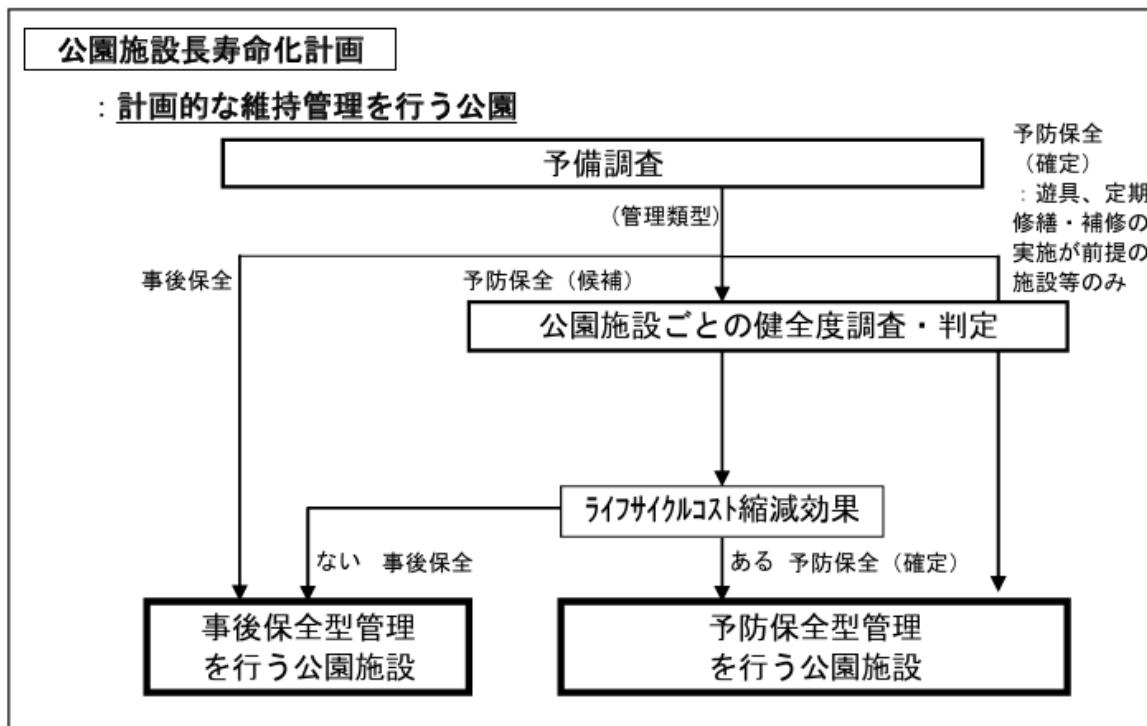 公園施設長寿命化計画
：計画的な維持管理を行う公園
予備調査
予防保全
（確定）
：遊具、定期
修繕・補修の
実施が前提の
施設等のみ
（管理類型）
事後保全
予防保全（候補）
公園施設ごとの健全度調査・判定
ﾗｲﾌｻｲｸﾙｺｽﾄ縮減効果
ない 事後保全
ある 予防保全（確定）
事後保全型管理
を行う公園施設
予防保全型管理
を行う公園施設